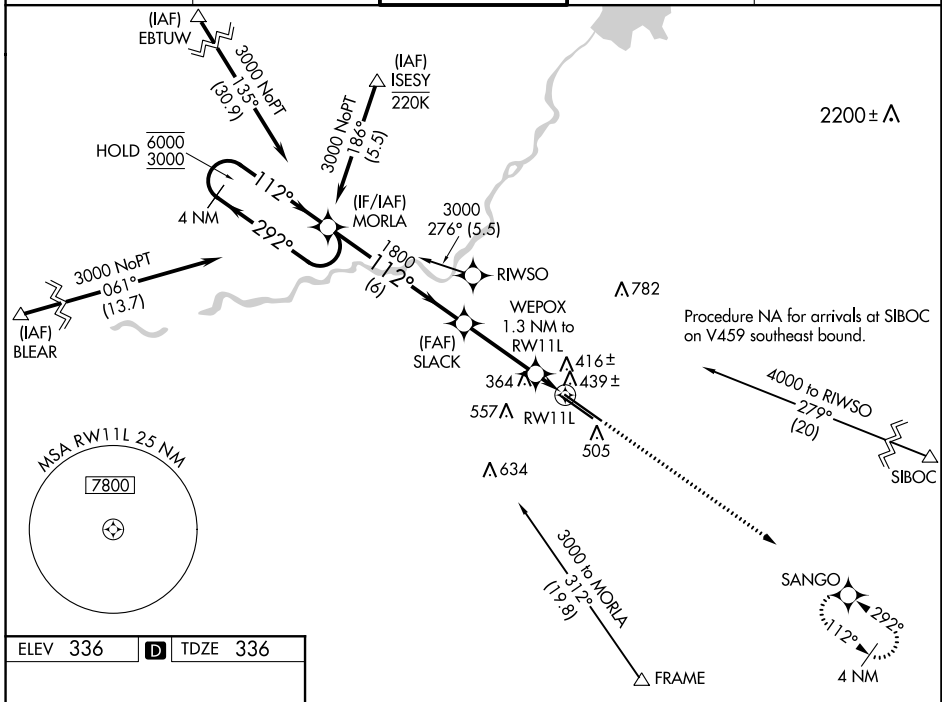 (IAF)
EBTUW
3000 NoPT
135°
(30.9)
(IAF)
ISESY
220K
3000 NoPT
186°
(5.5)
2200±
HOLD 6000
3000
112°
4 NM
292°
(IF/IAF)
MORLA
3000
276° (5.5)
1800
112°
(6)
RIWSO
3000 NoPT
061°
(13.7)
(IAF)
BLEAR
782
WEPOX
1.3 NM to
RW11L
(FAF)
SLACK
Procedure NA for arrivals at SIBOC
on V459 southeast bound.
416±
364
439±
557
RW11L
505
4000 to RIWSO
279°
(20)
SIBOC
634
MSA RW11L 25 NM
7800
3000 to MORLA
312°
(19.8)
FRAME
SANGO
292°
112°
4 NM
ELEV 336 D TDZE 336